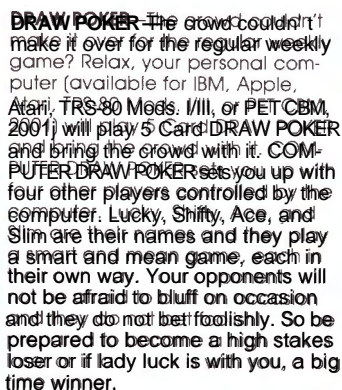 DRAW POKER—The crowd couldn't
make it over for the regular weekly
game? Relax, your personal com-
puter (available for IBM, Apple,
Atari, TRS-80 Mods. I/III, or PET CBM,
2001) will play 5 Card DRAW POKER
and bring the crowd with it. COM-
PUTER DRAW POKER sets you up with
four other players controlled by the
computer. Lucky, Shifty, Ace, and
Slim are their names and they play
a smart and mean game, each in
their own way. Your opponents will
not be afraid to bluff on occasion
and they do not bet foolishly. So be
prepared to become a high stakes
loser or if lady luck is with you, a big
time winner.